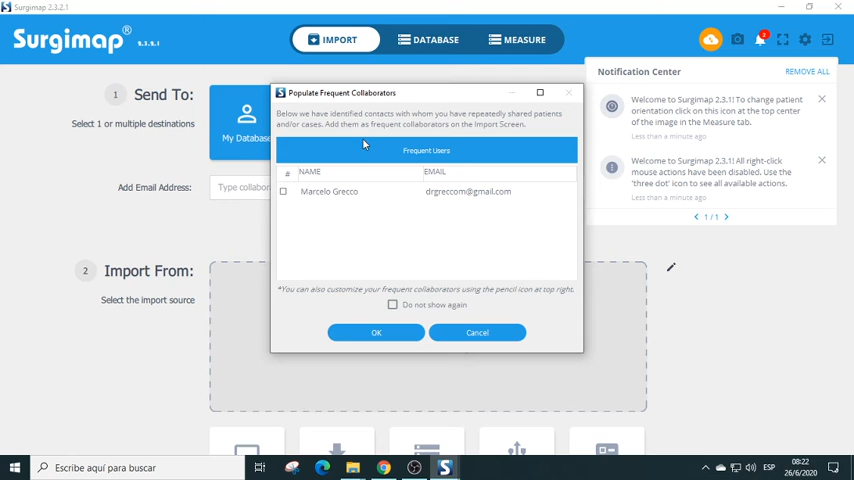 Surgimap 2.3.2.1
Surgimap® 2.3.2.1
IMPORT
DATABASE
MEASURE
2
1 Send To:
Select 1 or multiple destinations
My Database
Add Email Address:
Type collabor
2 Import From:
Select the import source
Populate Frequent Collaborators
Below we have identified contacts with whom you have repeatedly shared patients
and/or cases. Add them as frequent collaborators on the Import Screen.
Frequent Users
# NAME EMAIL
Marcelo Grecco drgreccom@gmail.com
*You can also customize your frequent collaborators using the pencil icon at top right.
Do not show again
OK Cancel
Notification Center REMOVE ALL
Welcome to Surgimap 2.3.1! To change patient
orientation click on this icon at the top center
of the image in the Measure tab.
Less than a minute ago
Welcome to Surgimap 2.3.1! All right-click
mouse actions have been disabled. Use the
'three dot' icon to see all available actions.
Less than a minute ago
1 / 1
Escribe aquí para buscar
ESP
08:22
26/6/2020